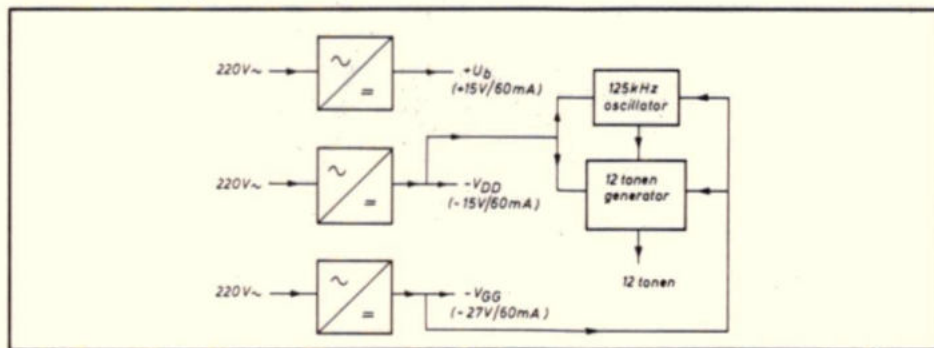 220V~
~
=
+Ub
(+15V/60mA)
125kHz
oscillator
220V~
~
=
-VDD
(-15V/60mA)
12 tonen
generator
12 tonen
220V~
~
=
-VGG
(-27V/60mA)